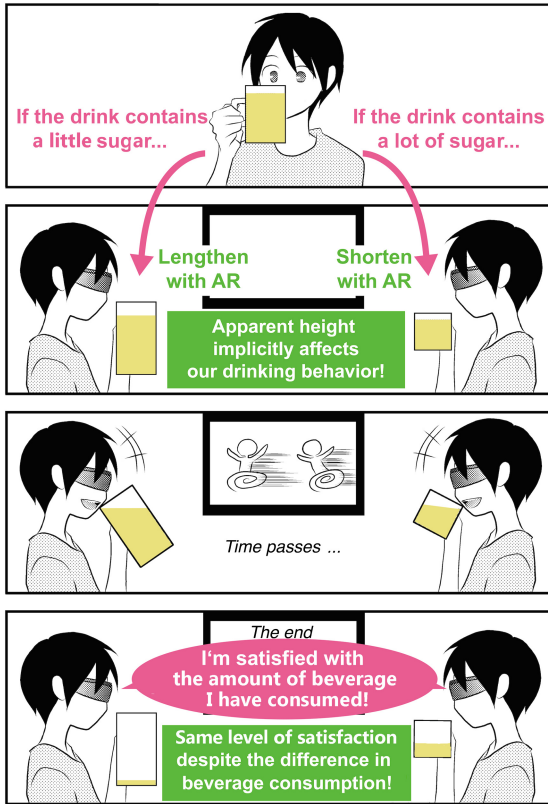 If the drink contains
a little sugar...
If the drink contains
a lot of sugar...
Lengthen
with AR
Shorten
with AR
Apparent height
implicitly affects
our drinking behavior!
Time passes ...
The end
I'm satisfied with
the amount of beverage
I have consumed!
Same level of satisfaction
despite the difference in
beverage consumption!